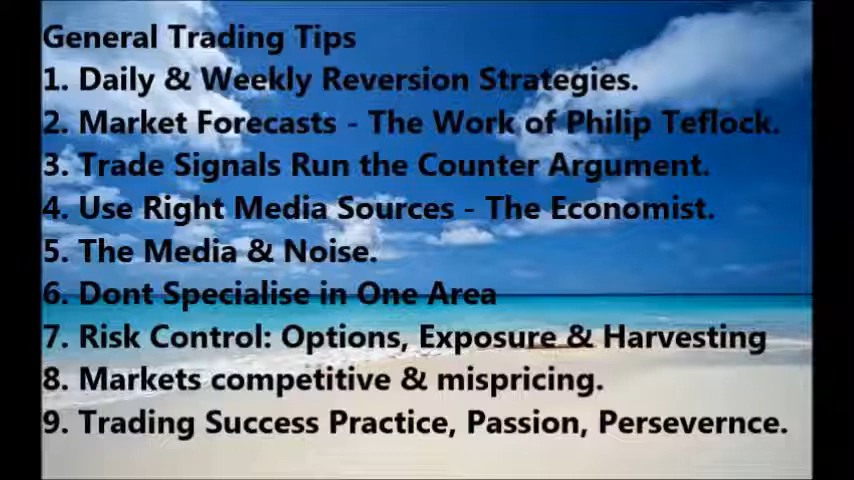 General Trading Tips
1. Daily & Weekly Reversion Strategies.
2. Market Forecasts - The Work of Philip Teflock.
3. Trade Signals Run the Counter Argument.
4. Use Right Media Sources - The Economist.
5. The Media & Noise.
6. Dont Specialise in One Area
7. Risk Control: Options, Exposure & Harvesting
8. Markets competitive & mispricing.
9. Trading Success Practice, Passion, Persevernce.